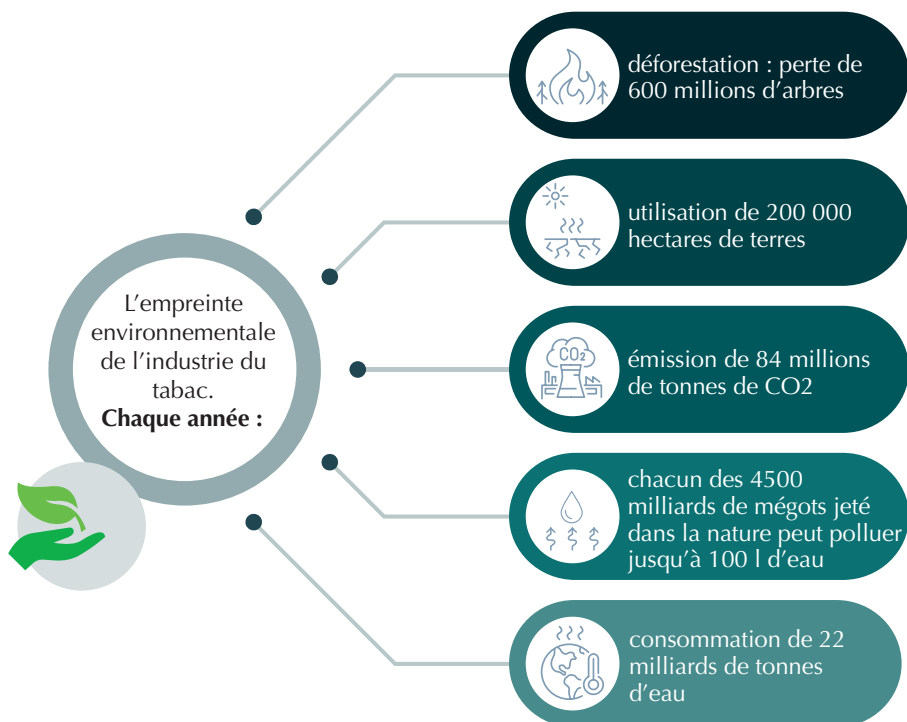 L'empreinte
environnementale
de l'industrie du
tabac.
Chaque année :
déforestation : perte de
600 millions d'arbres
utilisation de 200 000
hectares de terres
CO2
émission de 84 millions
de tonnes de CO2
chacun des 4500
milliards de mégots jeté
dans la nature peut polluer
jusqu'à 100 l d'eau
consommation de 22
milliards de tonnes
d'eau